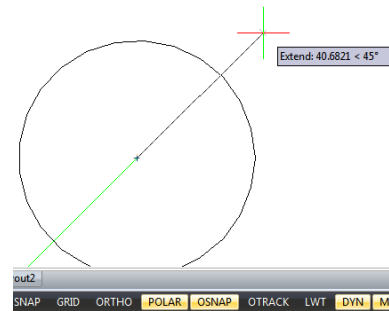 Extend: 40.6821 < 45°
out2
SNAP GRID ORTHO POLAR OSNAP OTRACK LWT DYN M